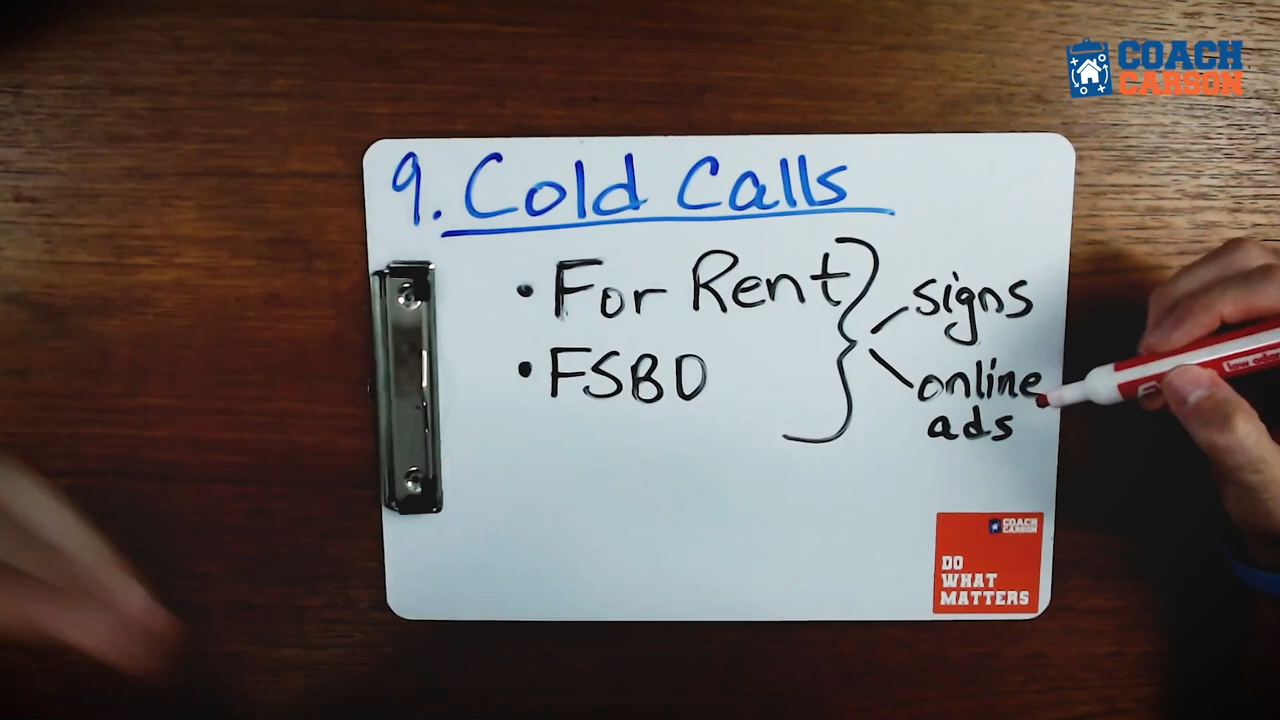 COACH
CARSON
9. Cold Calls
• For Rent
signs
• FSBO
online
ads
COACH
CARSON
DO
WHAT
MATTERS